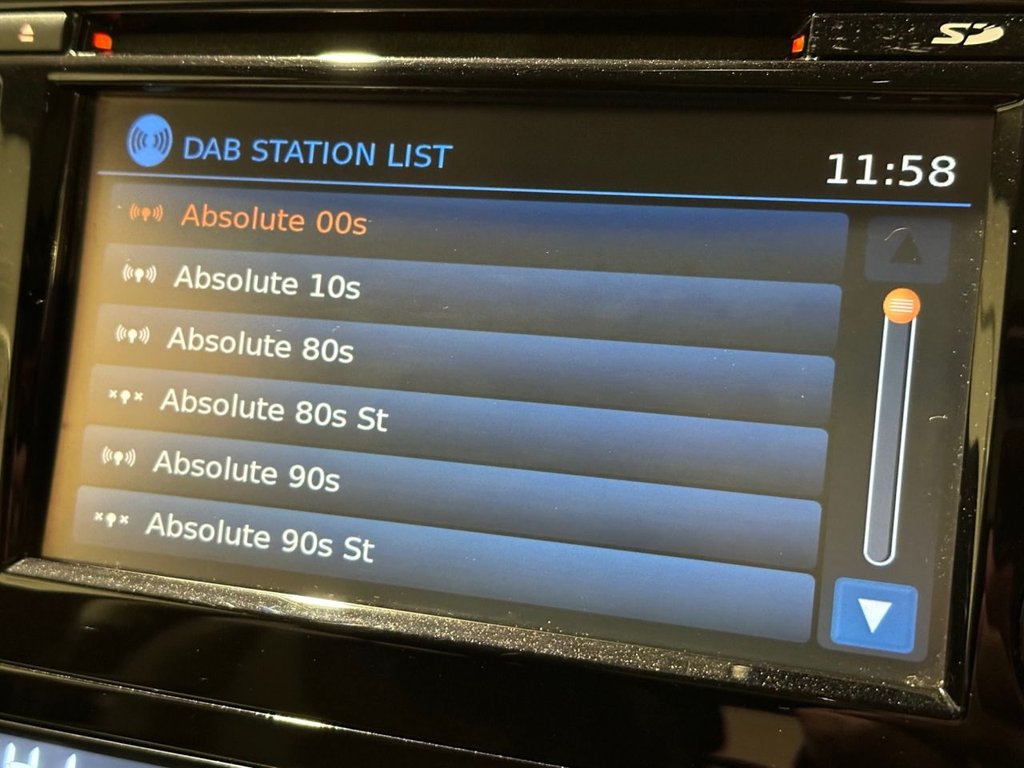 SD
DAB STATION LIST
11:58
Absolute 00s
Absolute 10s
Absolute 80s
Absolute 80s St
Absolute 90s
Absolute 90s St